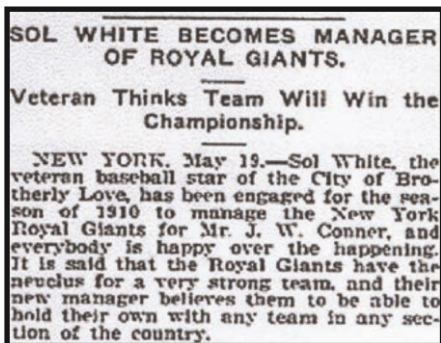 SOL WHITE BECOMES MANAGER
OF ROYAL GIANTS.
Veteran Thinks Team Will Win the
Championship.
NEW YORK, May 19.—Sol White, the
veteran baseball star of the City of Bro-
therly Love, has been engaged for the sea-
son of 1910 to manage the New York
Royal Giants for Mr. J. W. Conner, and
everybody is happy over the happening.
It is said that the Royal Giants have the
neuclus for a very strong team, and their
new manager believes them to be able to
hold their own with any team in any sec-
tion of the country.